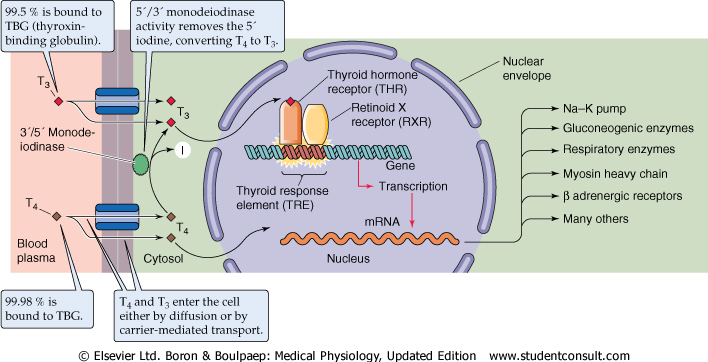 99.5 % is bound to
TBG (thyroxin-
binding globulin).
5´/3´ monodeiodinase
activity removes the 5´
iodine, converting T4 to T3.
Nuclear
envelope
T3
T3
Thyroid hormone
receptor (THR)
Retinoid X
receptor (RXR)
3´/5´ Monode-
iodinase
I
Gene
Thyroid response
element (TRE)
Transcription
mRNA
Nucleus
Na–K pump
Gluconeogenic enzymes
Respiratory enzymes
Myosin heavy chain
β adrenergic receptors
Many others
T4
T4
Blood
plasma
Cytosol
99.98 % is
bound to TBG.
T4 and T3 enter the cell
either by diffusion or by
carrier-mediated transport.
© Elsevier Ltd. Boron & Boulpaep: Medical Physiology, Updated Edition www.studentconsult.com